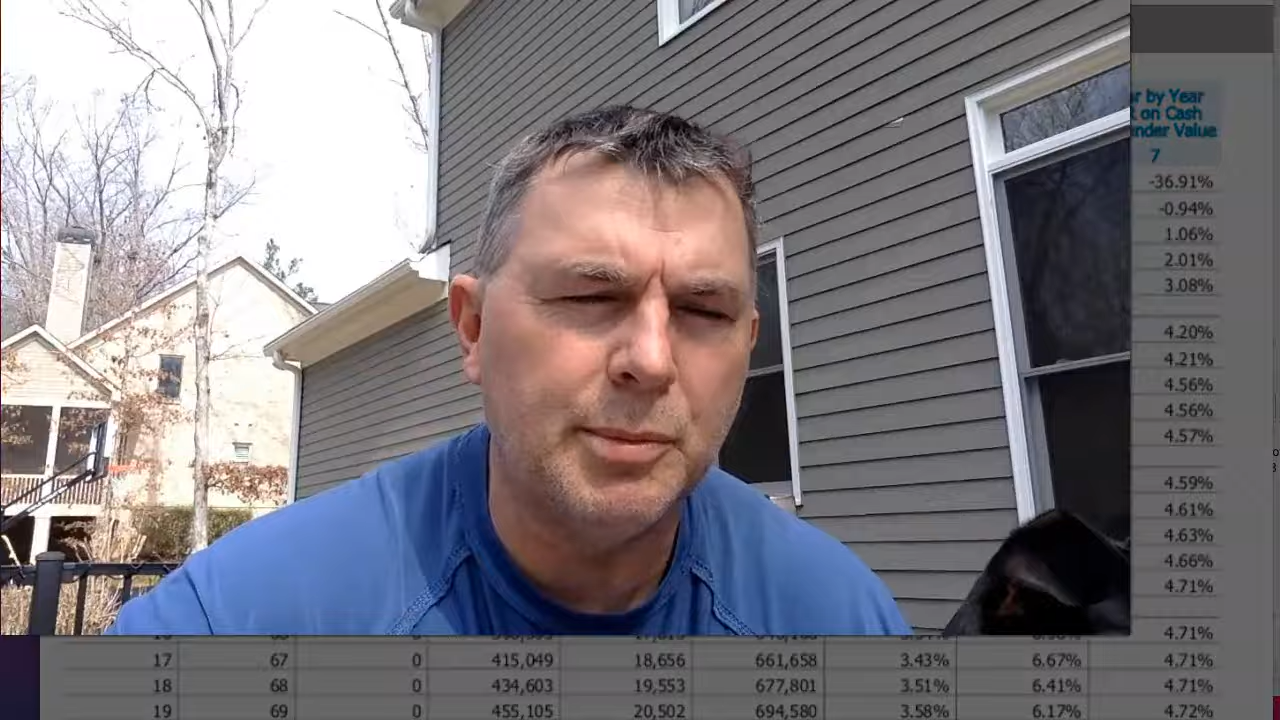 r by Year
on Cash
nder Value
7
-36.91%
-0.94%
1.06%
2.01%
3.08%
4.20%
4.21%
4.56%
4.56%
4.57%
4.59%
4.61%
4.63%
4.66%
4.71%
4.71%
17 67 0 415,049 18,656 661,658 3.43% 6.67% 4.71%
18 68 0 434,603 19,553 677,801 3.51% 6.41% 4.71%
19 69 0 455,105 20,502 694,580 3.58% 6.17% 4.72%